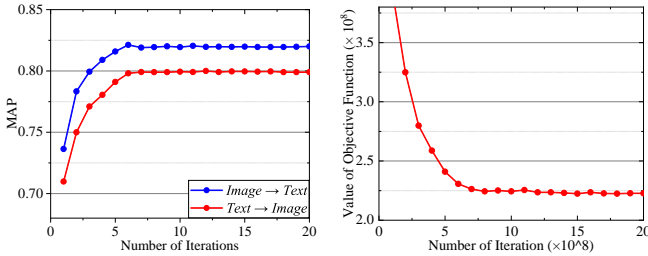 0.85
0.80
0.75
0.70
MAP
0 5 10 15 20
Number of Iterations
Image → Text
Text → Image
3.5
3.0
2.5
2.0
Value of Objective Function (×10⁸)
0 5 10 15 20
Number of Iteration (×10^8)